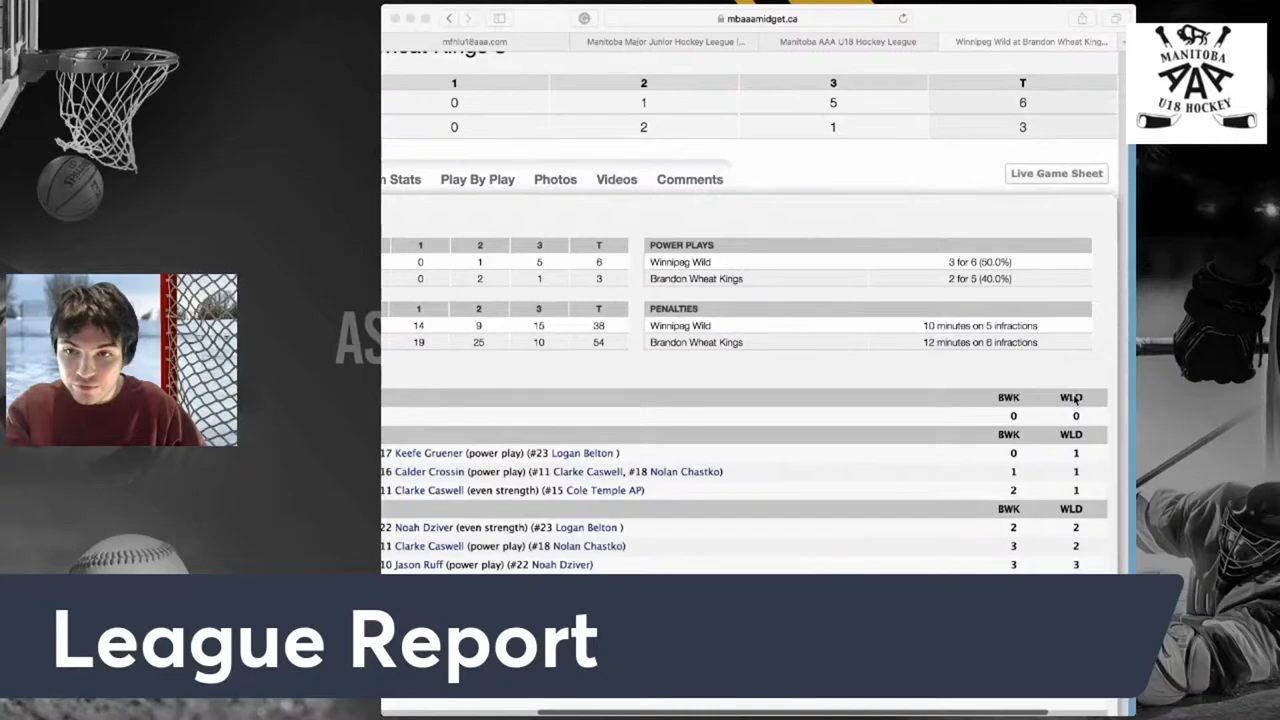 mbaaamidget.ca
mfhlu18aaa.com
Manitoba Major Junior Hockey League |...
Manitoba AAA U18 Hockey League
Winnipeg Wild at Brandon Wheat King...
MANITOBA
AAA
U18 HOCKEY
1 2 3 T
0 1 5 6
0 2 1 3
Stats Play By Play Photos Videos Comments
Live Game Sheet
1 2 3 T
0 1 5 6
0 2 1 3
POWER PLAYS
Winnipeg Wild 3 for 6 (50.0%)
Brandon Wheat Kings 2 for 5 (40.0%)
1 2 3 T
14 9 15 38
19 25 10 54
PENALTIES
Winnipeg Wild 10 minutes on 5 infractions
Brandon Wheat Kings 12 minutes on 6 infractions
AS
BWK WLD
0 0
BWK WLD
17 Keefe Gruener (power play) (#23 Logan Belton ) 0 1
16 Calder Crossin (power play) (#11 Clarke Caswell, #18 Nolan Chastko) 1 1
11 Clarke Caswell (even strength) (#15 Cole Temple AP) 2 1
BWK WLD
22 Noah Dziver (even strength) (#23 Logan Belton ) 2 2
11 Clarke Caswell (power play) (#18 Nolan Chastko) 3 2
10 Jason Ruff (power play) (#22 Noah Dziver) 3 3
League Report